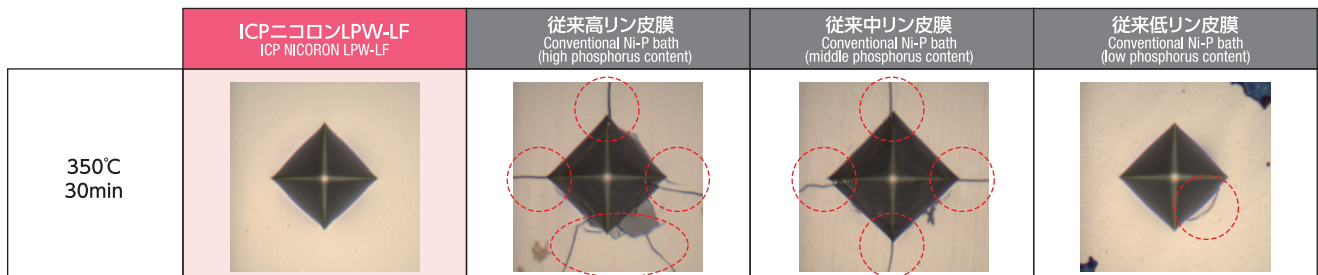 ICPニコロンLPW-LF
ICP NICORON LPW-LF
従来高リン皮膜
Conventional Ni-P bath
(high phosphorus content)
従来中リン皮膜
Conventional Ni-P bath
(middle phosphorus content)
従来低リン皮膜
Conventional Ni-P bath
(low phosphorus content)
350℃
30min